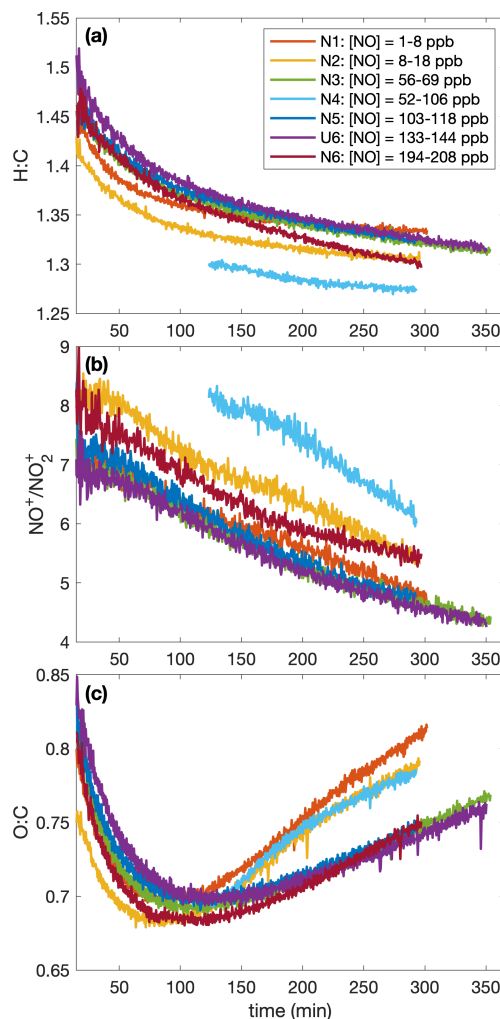 (a)
N1: [NO] = 1-8 ppb
N2: [NO] = 8-18 ppb
N3: [NO] = 56-69 ppb
N4: [NO] = 52-106 ppb
N5: [NO] = 103-118 ppb
U6: [NO] = 133-144 ppb
N6: [NO] = 194-208 ppb
H:C
1.55
1.5
1.45
1.4
1.35
1.3
1.25
50 100 150 200 250 300 350
(b)
NO⁺/NO₂⁺
9
8
7
6
5
4
50 100 150 200 250 300 350
(c)
O:C
0.85
0.8
0.75
0.7
0.65
50 100 150 200 250 300 350
time (min)